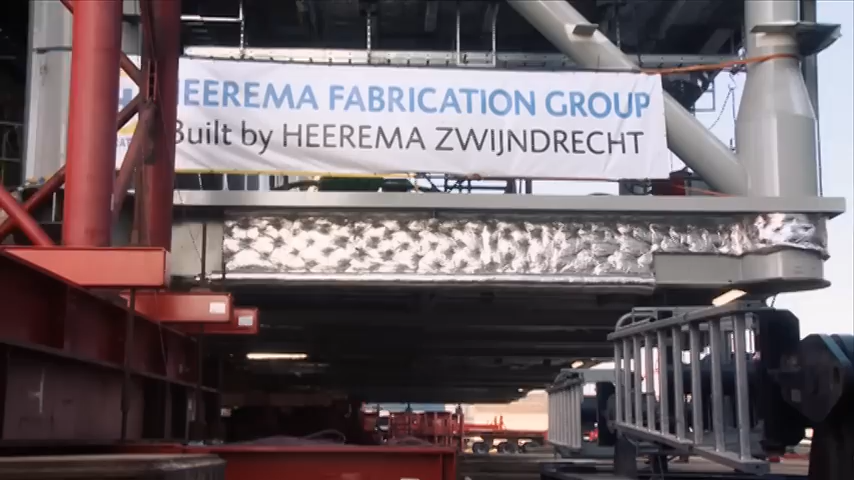 HEEREMA FABRICATION GROUP
Built by HEEREMA ZWIJNDRECHT